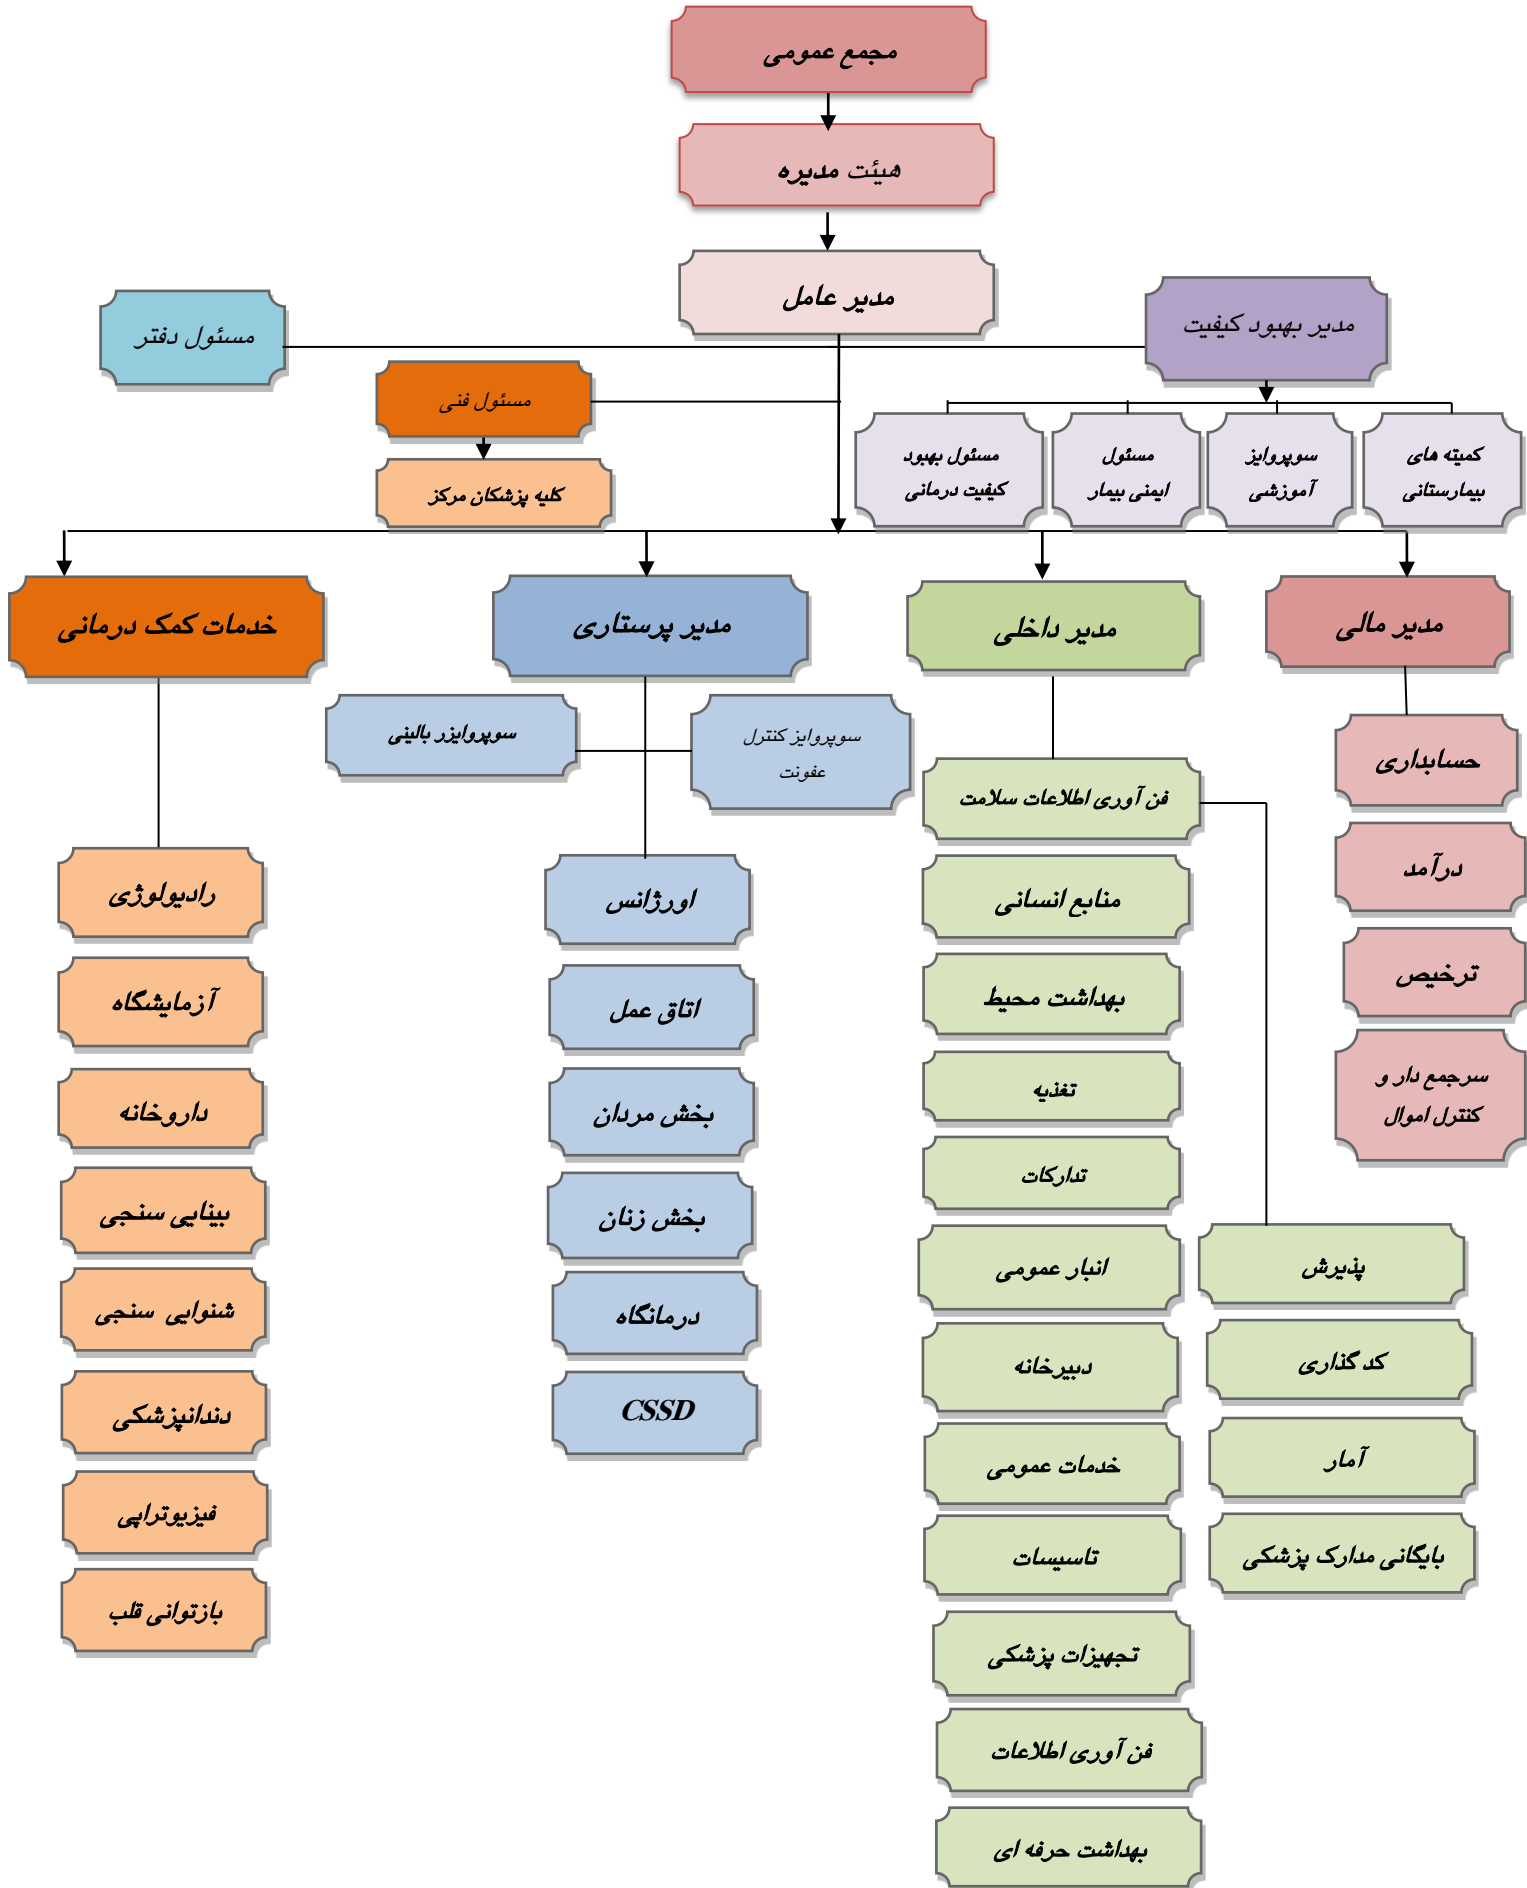 مجمع عمومی
هیئت مدیره
مدیر عامل
مدیر بهبود کیفیت
مسئول دفتر
مسئول فنی
کلیه پزشکان مرکز
کمیته های
بیمارستانی
سوپروایز
آموزشی
مسئول
ایمنی بیمار
مسئول بهبود
کیفیت درمانی
مدیر مالی
مدیر داخلی
مدیر پرستاری
خدمات کمک درمانی
حسابداری
درآمد
ترخیص
سرجمع دار و
کنترل اموال
فن آوری اطلاعات سلامت
منابع انسانی
بهداشت محیط
تغذیه
تدارکات
انبار عمومی
دبیرخانه
خدمات عمومی
تاسیسات
تجهیزات پزشکی
فن آوری اطلاعات
بهداشت حرفه ای
پذیرش
کد گذاری
آمار
بایگانی مدارک پزشکی
سوپروایز کنترل
عفونت
سوپروایزر بالینی
اورژانس
اتاق عمل
بخش مردان
بخش زنان
درمانگاه
CSSD
رادیولوژی
آزمایشگاه
داروخانه
بینایی سنجی
شنوایی سنجی
دندانپزشکی
فیزیوتراپی
بازتوانی قلب